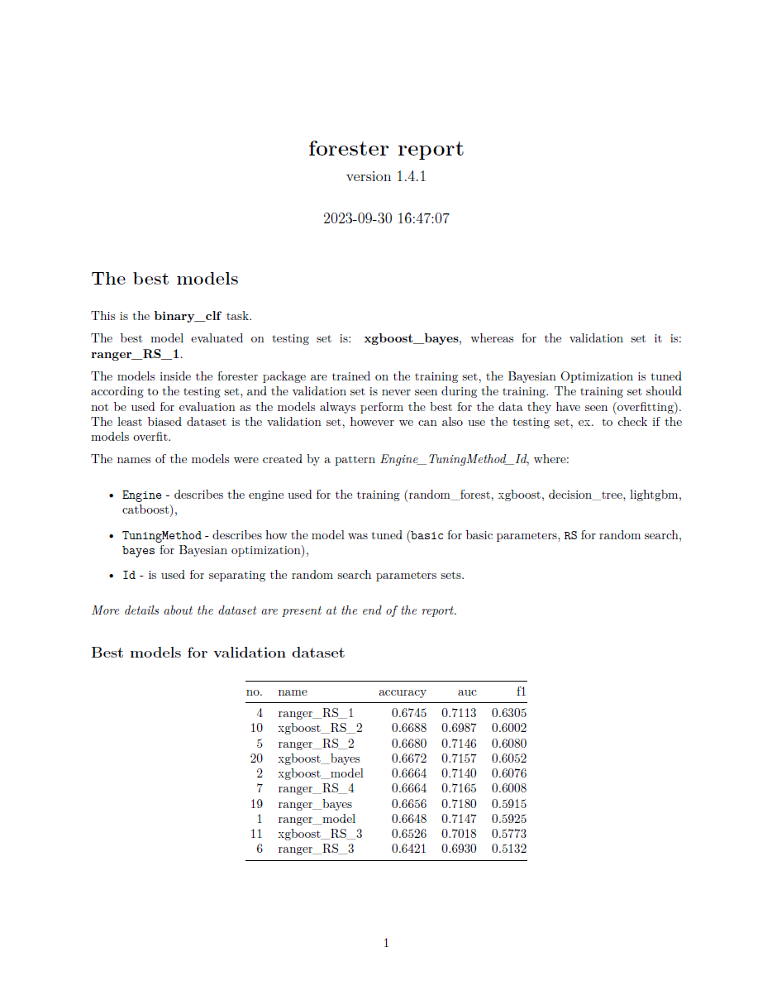 forester report
version 1.4.1
2023-09-30 16:47:07
The best models
This is the binary_clf task.
The best model evaluated on testing set is: xgboost_bayes, whereas for the validation set it is:
ranger_RS_1.
The models inside the forester package are trained on the training set, the Bayesian Optimization is tuned
according to the testing set, and the validation set is never seen during the training. The training set should
not be used for evaluation as the models always perform the best for the data they have seen (overfitting).
The least biased dataset is the validation set, however we can also use the testing set, ex. to check if the
models overfit.
The names of the models were created by a pattern Engine_TuningMethod_Id, where:
• Engine - describes the engine used for the training (random_forest, xgboost, decision_tree, lightgbm,
catboost),
• TuningMethod - describes how the model was tuned (basic for basic parameters, RS for random search,
bayes for Bayesian optimization),
• Id - is used for separating the random search parameters sets.
More details about the dataset are present at the end of the report.
Best models for validation dataset
no. name accuracy auc f1
4 ranger_RS_1 0.6745 0.7113 0.6305
10 xgboost_RS_2 0.6688 0.6987 0.6002
5 ranger_RS_2 0.6680 0.7146 0.6080
20 xgboost_bayes 0.6672 0.7157 0.6052
2 xgboost_model 0.6664 0.7140 0.6076
7 ranger_RS_4 0.6664 0.7165 0.6008
19 ranger_bayes 0.6656 0.7180 0.5915
1 ranger_model 0.6648 0.7147 0.5925
11 xgboost_RS_3 0.6526 0.7018 0.5773
6 ranger_RS_3 0.6421 0.6930 0.5132
1